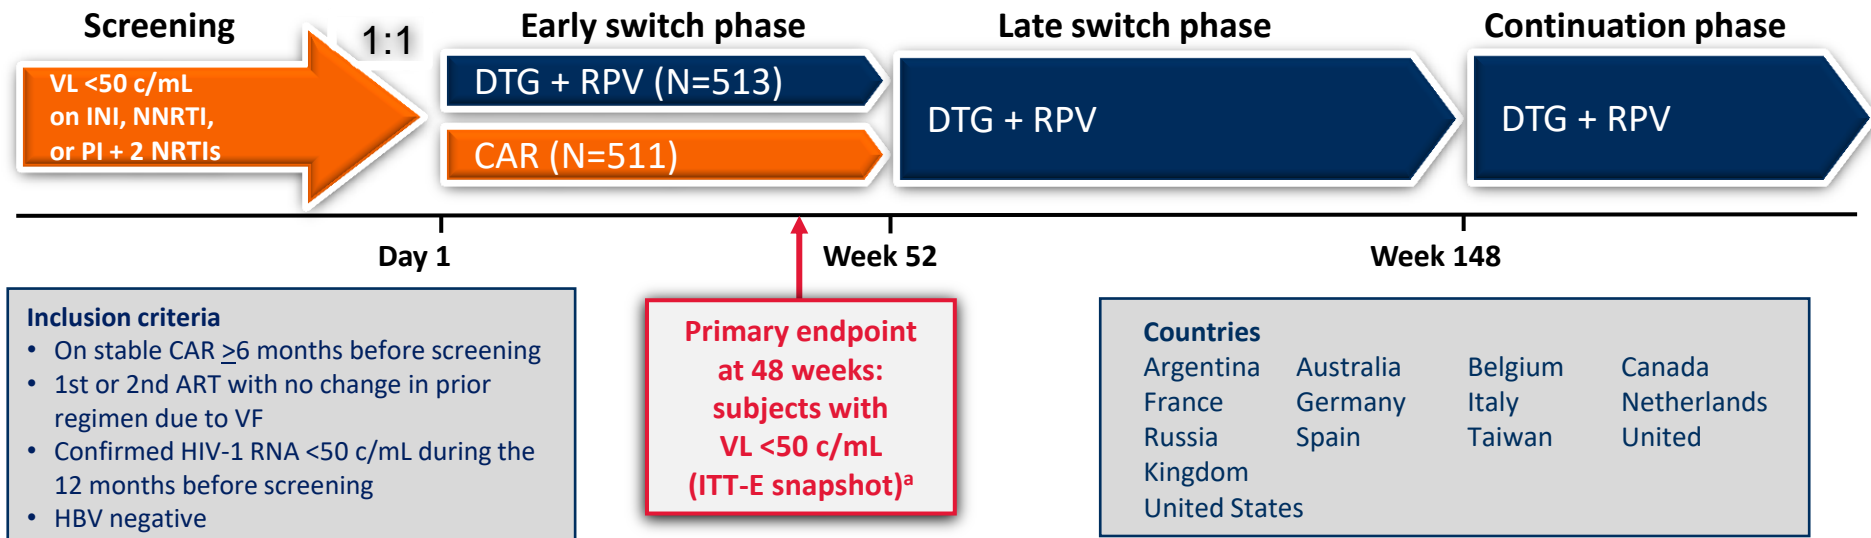 Screening
1:1
Early switch phase
Late switch phase
Continuation phase
VL <50 c/mL
on INI, NNRTI,
or PI + 2 NRTIs
DTG + RPV (N=513)
CAR (N=511)
DTG + RPV
DTG + RPV
Day 1
Week 52
Week 148
Inclusion criteria
• On stable CAR ≥6 months before screening
• 1st or 2nd ART with no change in prior
regimen due to VF
• Confirmed HIV-1 RNA <50 c/mL during the
12 months before screening
• HBV negative
Primary endpoint
at 48 weeks:
subjects with
VL <50 c/mL
(ITT-E snapshot)ᵃ
Countries
Argentina Australia Belgium Canada
France Germany Italy Netherlands
Russia Spain Taiwan United
Kingdom
United States